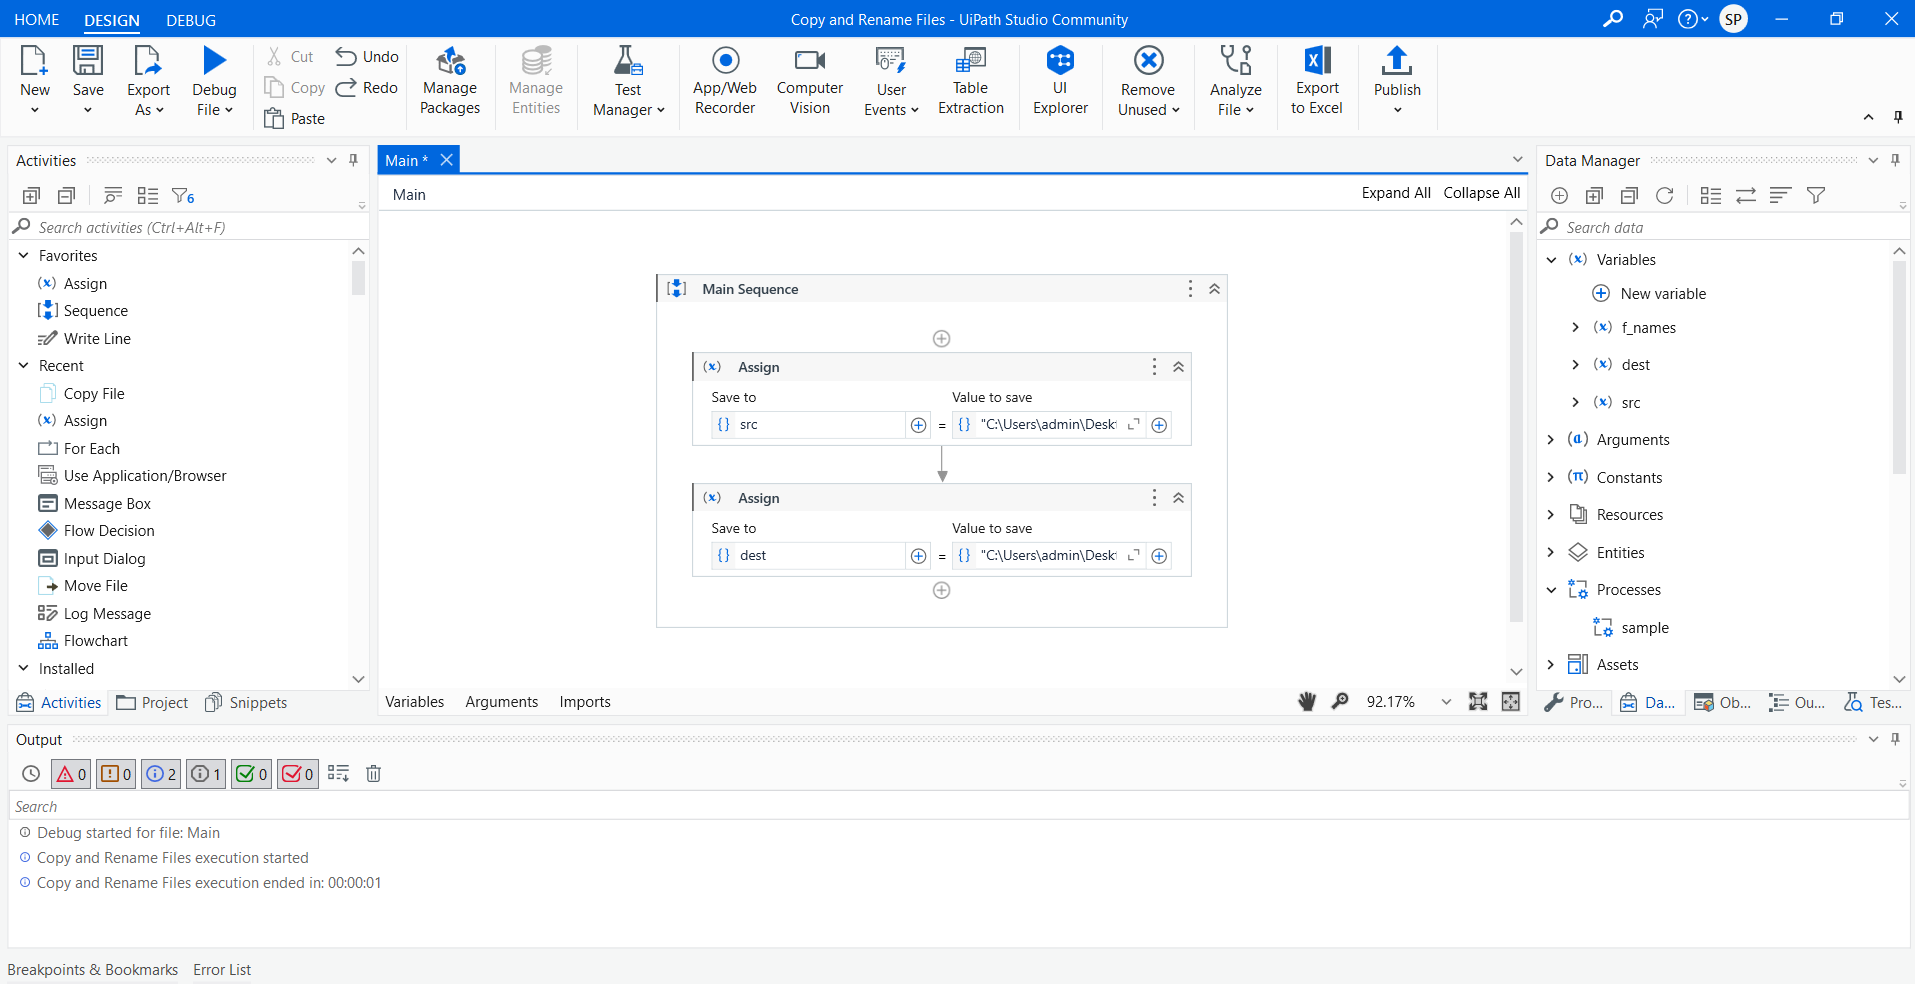 HOME DESIGN DEBUG
Copy and Rename Files - UiPath Studio Community
SP
New
Save
Export As
Debug File
Cut
Copy
Paste
Undo
Redo
Manage Packages
Manage Entities
Test Manager
App/Web Recorder
Computer Vision
User Events
Table Extraction
UI Explorer
Remove Unused
Analyze File
Export to Excel
Publish
Activities
6
Search activities (Ctrl+Alt+F)
Favorites
Assign
Sequence
Write Line
Recent
Copy File
Assign
For Each
Use Application/Browser
Message Box
Flow Decision
Input Dialog
Move File
Log Message
Flowchart
Installed
Activities Project Snippets
Main *
Main
Expand All Collapse All
Main Sequence
Assign
Save to Value to save
src = "C:\Users\admin\Deskt
Assign
Save to Value to save
dest = "C:\Users\admin\Deskt
Variables Arguments Imports
92.17%
Data Manager
Search data
Variables
New variable
f_names
dest
src
Arguments
Constants
Resources
Entities
Processes
sample
Assets
Pro... Da... Ob... Ou... Tes...
Output
0 0 2 1 0 0
Search
Debug started for file: Main
Copy and Rename Files execution started
Copy and Rename Files execution ended in: 00:00:01
Breakpoints & Bookmarks Error List